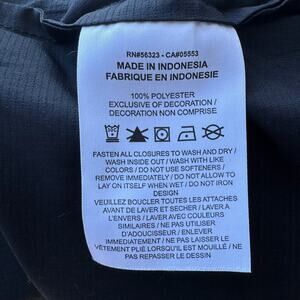 RN#56323 - CA#05553
MADE IN INDONESIA
FABRIQUE EN INDONESIE
100% POLYESTER
EXCLUSIVE OF DECORATION /
DECORATION NON COMPRISE
FASTEN ALL CLOSURES TO WASH AND DRY /
WASH INSIDE OUT / WASH WITH LIKE
COLORS / DO NOT USE SOFTENERS /
REMOVE IMMEDIATELY / DO NOT ALLOW TO
LAY ON ITSELF WHEN WET / DO NOT IRON
DESIGN
VEUILLEZ BOUCLER TOUTES LES ATTACHES
AVANT DE LAVER ET SECHER / LAVER A
L'ENVERS / LAVER AVEC COULEURS
SIMILAIRES / NE PAS UTILISER
D'ADOUCISSEUR / ENLEVER
IMMEDIATEMENT / NE PAS LAISSER LE
VÊTEMENT PLIÉ LORSQU'IL EST MOUILLÉ / NE
PAS REPASSER LE DESSIN